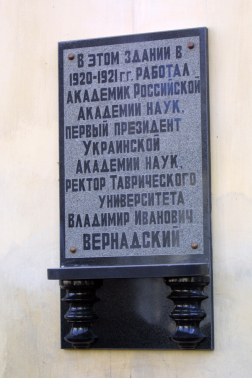 В ЭТОМ ЗДАНИИ В
1920-1921 г.г. РАБОТАЛ
АКАДЕМИК РОССИЙСКОЙ
АКАДЕМИИ НАУК,
ПЕРВЫЙ ПРЕЗИДЕНТ
УКРАИНСКОЙ
АКАДЕМИИ НАУК,
РЕКТОР ТАВРИЧЕСКОГО
УНИВЕРСИТЕТА
ВЛАДИМИР ИВАНОВИЧ
ВЕРНАДСКИЙ